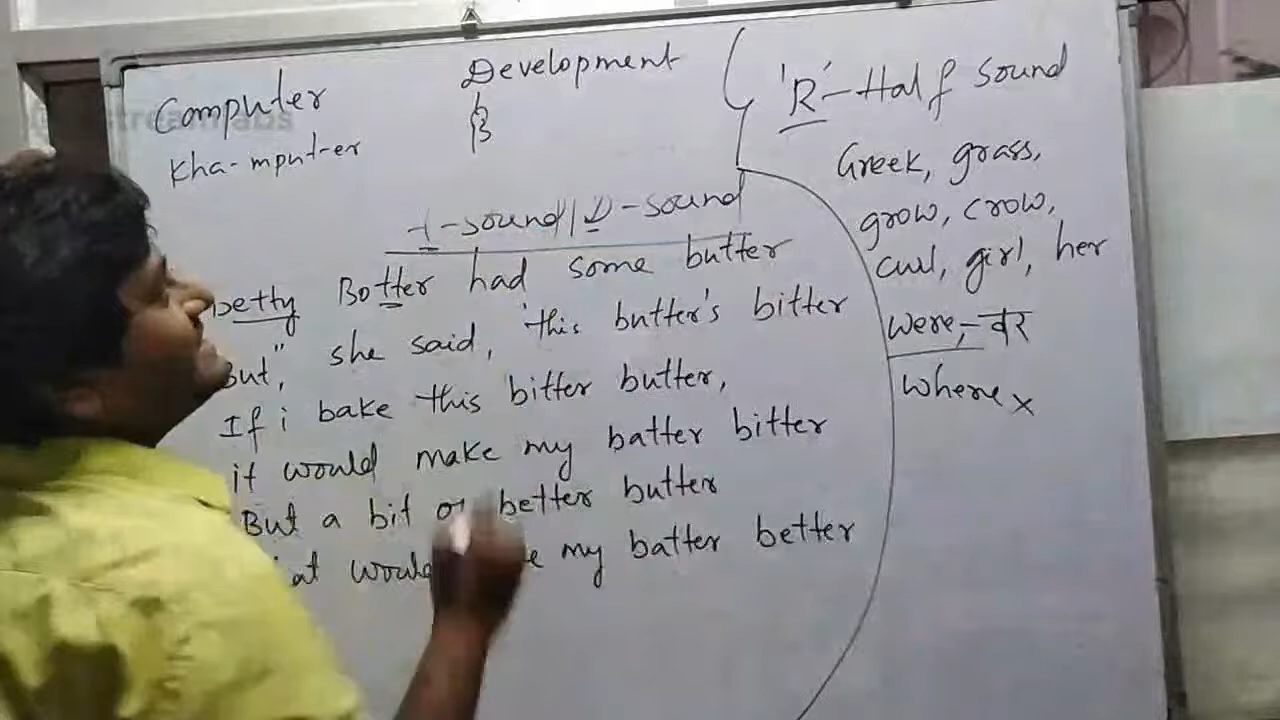 Computer
Kha-mput-er
Development
B
t-sound/D-sound
Betty Botter had some butter
But," she said, "this butter's bitter
If i bake this bitter butter,
it would make my batter bitter
But a bit of better butter
would my batter better
'R'-Half sound
Greek, grass,
grow, crow,
curl, girl, her
were,-वर
where x